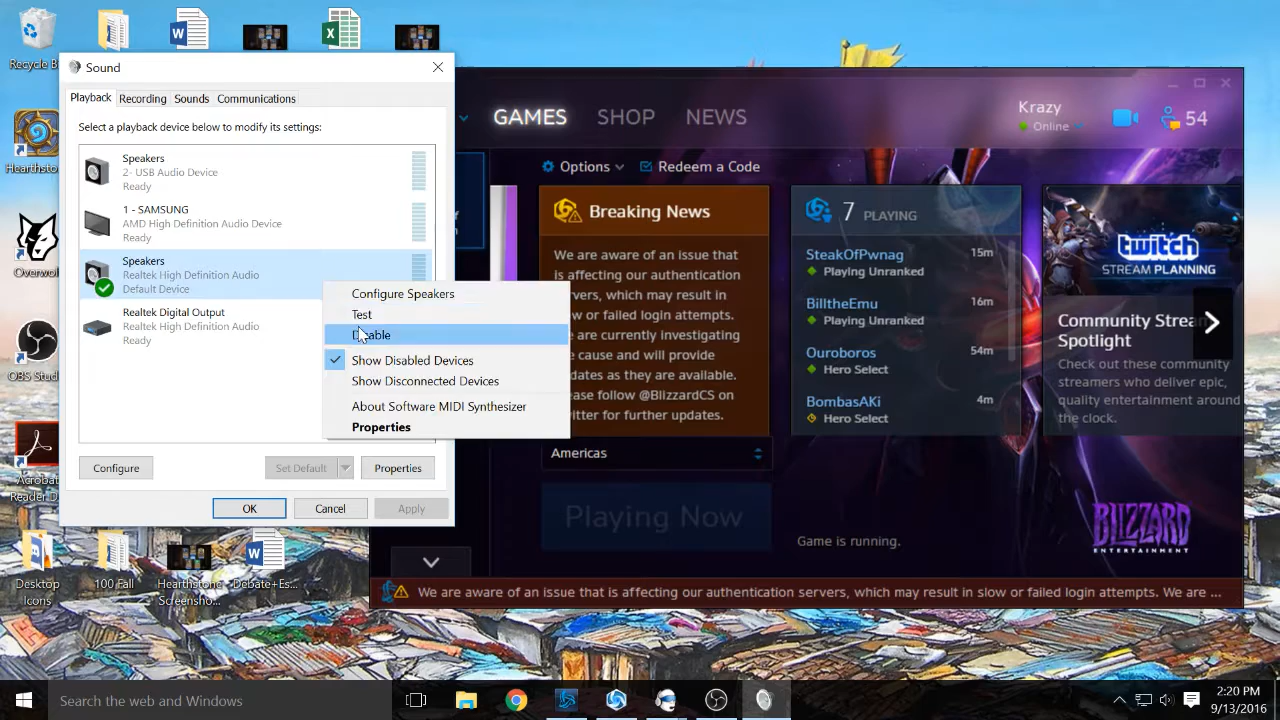 Recycle B
Hearthsto
Overwol
OBS Stud
Acrobat
Reader D
Desktop
Icons
100 Fall
Hearthstone
Screensho...
Debate+Es...
Sound
Playback
Recording
Sounds
Communications
Select a playback device below to modify its settings:
Speakers
2- USB Audio Device
Ready
1 - SAMSUNG
AMD High Definition Audio Device
Ready
Speakers
Realtek High Definition Audio
Default Device
Realtek Digital Output
Realtek High Definition Audio
Ready
Configure
Set Default
Properties
OK
Cancel
Apply
Configure Speakers
Test
Show Disabled Devices
Show Disconnected Devices
About Software MIDI Synthesizer
Properties
GAMES
SHOP
NEWS
Krazy
Online
54
Options
Redeem a Code
Breaking News
We are aware of an issue that
is affecting our authentication
servers, which may result in
w or failed login attempts. We
are currently investigating
cause and will provide
dates as they are available.
ase follow @BlizzardCS on
itter for further updates.
Americas
Playing Now
7 PLAYING
SteakOfPwnag
15m
Playing Unranked
BilltheEmu
16m
Playing Unranked
Ouroboros
54m
Hero Select
BombasAKi
4m
Hero Select
Game is running.
twitch
STREAM PLANNING
Community Strea
Spotlight
Check out these community
streamers who deliver epic,
quality entertainment around
the clock.
BLIZZARD
ENTERTAINMENT
We are aware of an issue that is affecting our authentication servers, which may result in slow or failed login attempts. We are ...
Search the web and Windows
2:20 PM
9/13/2016